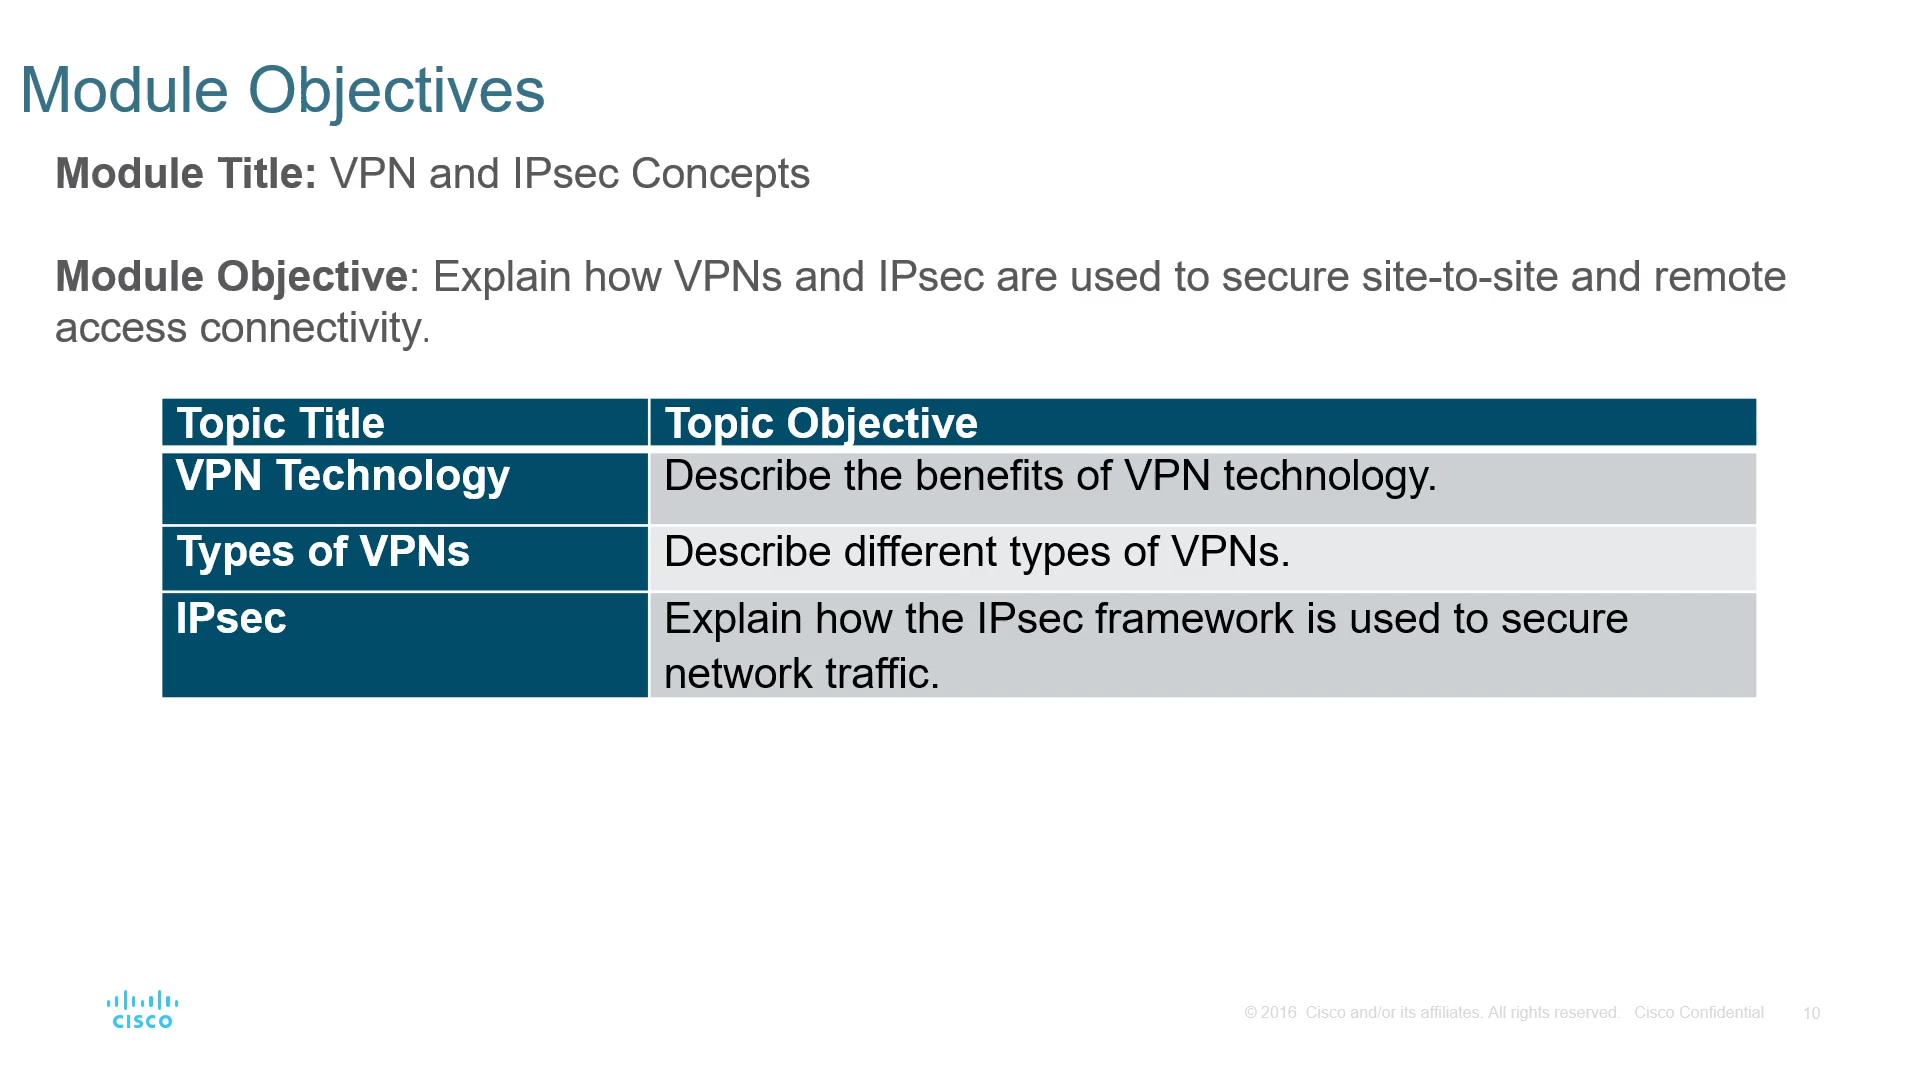 Module Objectives
Module Title: VPN and IPsec Concepts
Module Objective: Explain how VPNs and IPsec are used to secure site-to-site and remote
access connectivity.
Topic Title Topic Objective
VPN Technology Describe the benefits of VPN technology.
Types of VPNs Describe different types of VPNs.
IPsec Explain how the IPsec framework is used to secure
network traffic.
CISCO
© 2016 Cisco and/or its affiliates. All rights reserved. Cisco Confidential 10